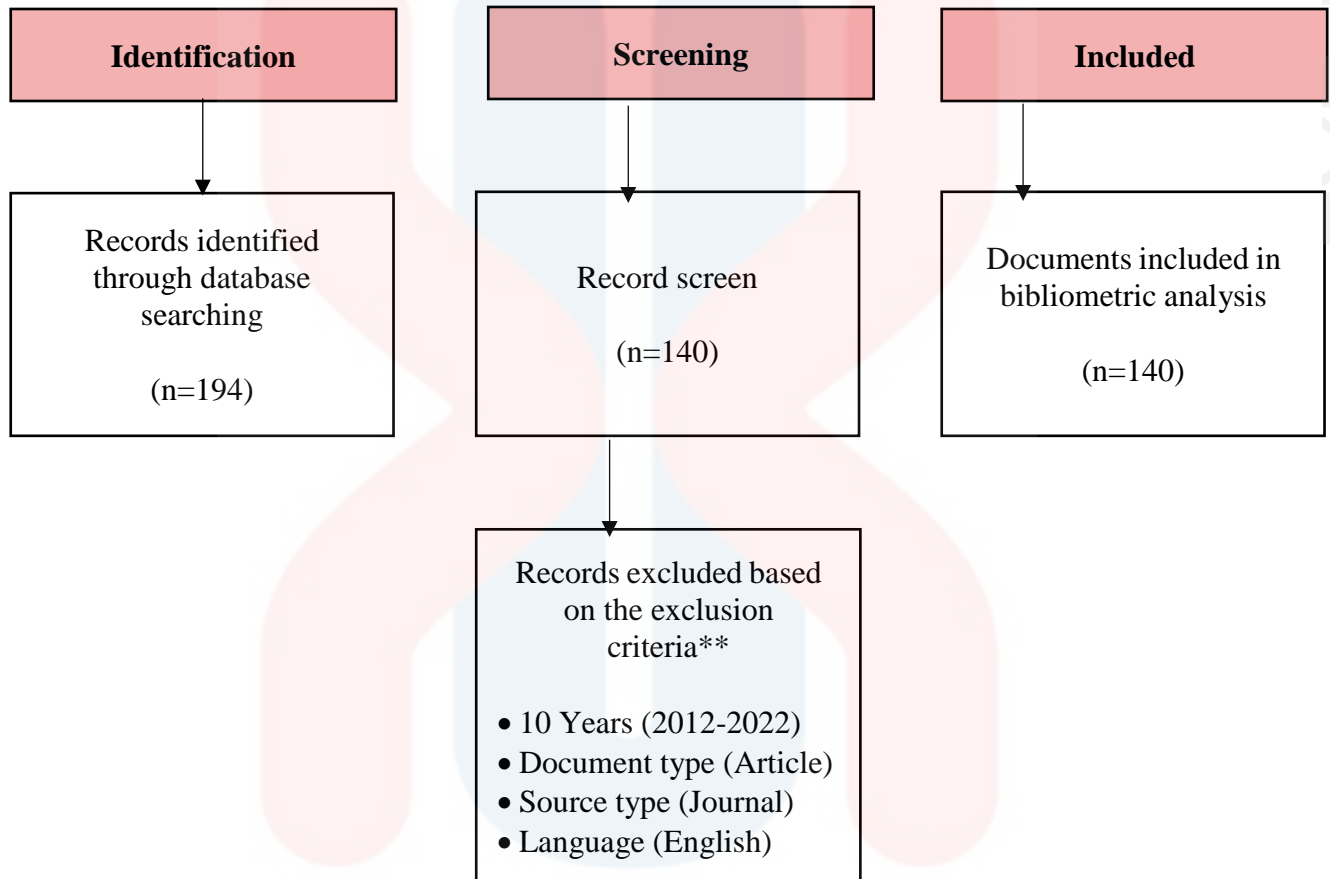 Identification
Records identified
through database
searching
(n=194)
Screening
Record screen
(n=140)
Records excluded based
on the exclusion
criteria**
• 10 Years (2012-2022)
• Document type (Article)
• Source type (Journal)
• Language (English)
Included
Documents included in
bibliometric analysis
(n=140)